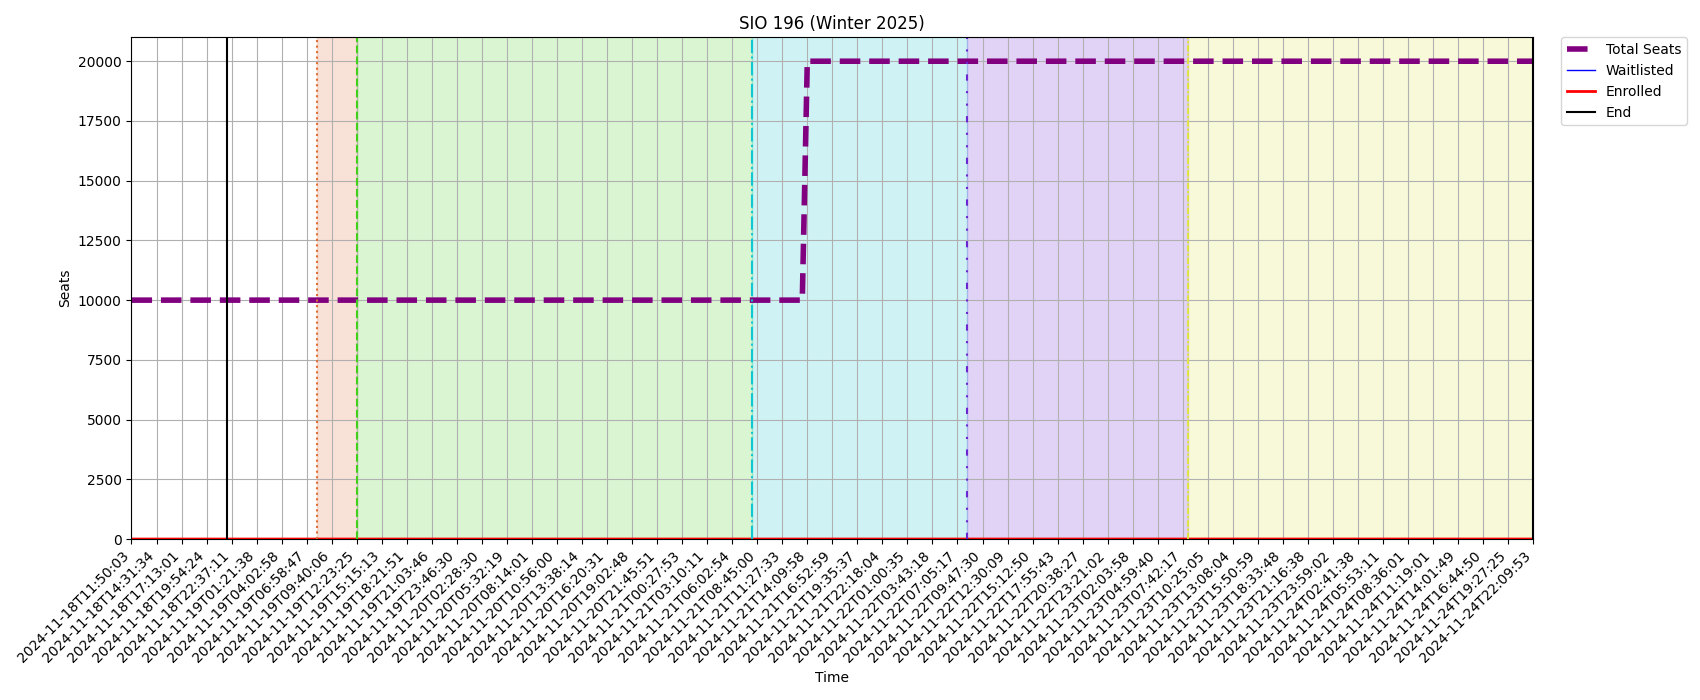 SIO 196 (Winter 2025)
Total Seats
Waitlisted
Enrolled
End
Seats
20000
17500
15000
12500
10000
7500
5000
2500
0
2024-11-18T11:50:03
2024-11-18T14:31:34
2024-11-18T17:13:01
2024-11-18T19:54:24
2024-11-18T22:37:11
2024-11-19T01:21:38
2024-11-19T04:02:58
2024-11-19T06:58:47
2024-11-19T09:40:06
2024-11-19T12:23:25
2024-11-19T15:15:13
2024-11-19T18:21:51
2024-11-19T21:03:46
2024-11-19T23:46:30
2024-11-20T02:28:30
2024-11-20T05:32:19
2024-11-20T08:14:01
2024-11-20T10:56:00
2024-11-20T13:38:14
2024-11-20T16:20:31
2024-11-20T19:02:48
2024-11-20T21:45:51
2024-11-21T00:27:53
2024-11-21T03:10:11
2024-11-21T06:02:54
2024-11-21T08:45:00
2024-11-21T11:27:33
2024-11-21T14:09:58
2024-11-21T16:52:59
2024-11-21T19:35:37
2024-11-21T22:18:04
2024-11-22T01:00:35
2024-11-22T03:43:18
2024-11-22T07:05:17
2024-11-22T09:47:30
2024-11-22T12:30:09
2024-11-22T15:12:50
2024-11-22T17:55:43
2024-11-22T20:38:27
2024-11-22T23:21:02
2024-11-23T02:03:58
2024-11-23T04:59:40
2024-11-23T07:42:17
2024-11-23T10:25:05
2024-11-23T13:08:04
2024-11-23T15:50:59
2024-11-23T18:33:48
2024-11-23T21:16:38
2024-11-23T23:59:02
2024-11-24T02:41:38
2024-11-24T05:53:11
2024-11-24T08:36:01
2024-11-24T11:19:01
2024-11-24T14:01:49
2024-11-24T16:44:50
2024-11-24T19:27:25
2024-11-24T22:09:53
Time